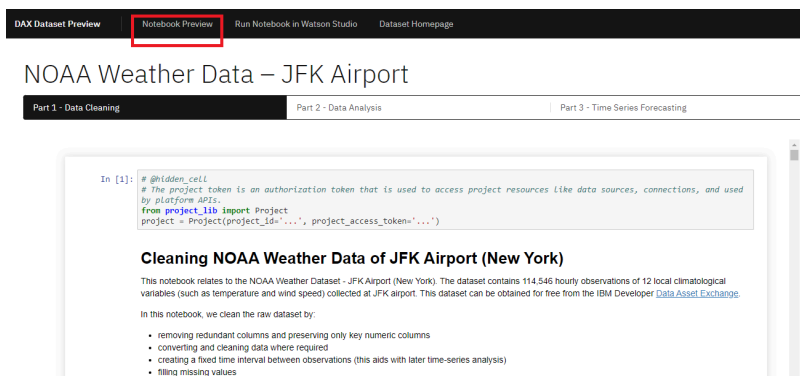 DAX Dataset Preview
Notebook Preview
Run Notebook in Watson Studio
Dataset Homepage
NOAA Weather Data – JFK Airport
Part 1 - Data Cleaning
Part 2 - Data Analysis
Part 3 - Time Series Forecasting
In [1]: # @hidden_cell
# The project token is an authorization token that is used to access project resources like data sources, connections, and used
by platform APIs.
from project_lib import Project
project = Project(project_id='...', project_access_token='...')
Cleaning NOAA Weather Data of JFK Airport (New York)
This notebook relates to the NOAA Weather Dataset - JFK Airport (New York). The dataset contains 114,546 hourly observations of 12 local climatological
variables (such as temperature and wind speed) collected at JFK airport. This dataset can be obtained for free from the IBM Developer Data Asset Exchange.
In this notebook, we clean the raw dataset by:
• removing redundant columns and preserving only key numeric columns
• converting and cleaning data where required
• creating a fixed time interval between observations (this aids with later time-series analysis)
• filling missing values